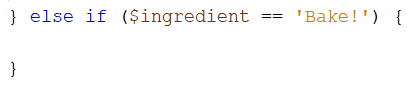 } else if ($ingredient == 'Bake!') {
}